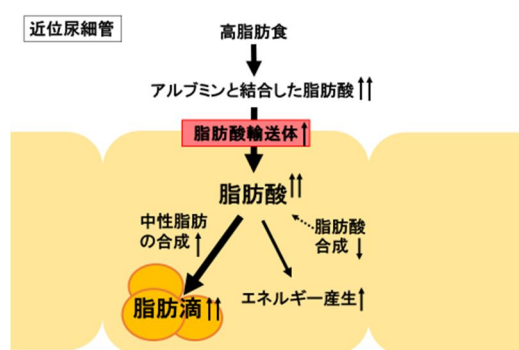 近位尿細管
高脂肪食
アルブミンと結合した脂肪酸↑↑
脂肪酸輸送体↑
脂肪酸↑↑
中性脂肪
の合成↑
脂肪酸
合成↓
脂肪滴↑↑
エネルギー産生↑